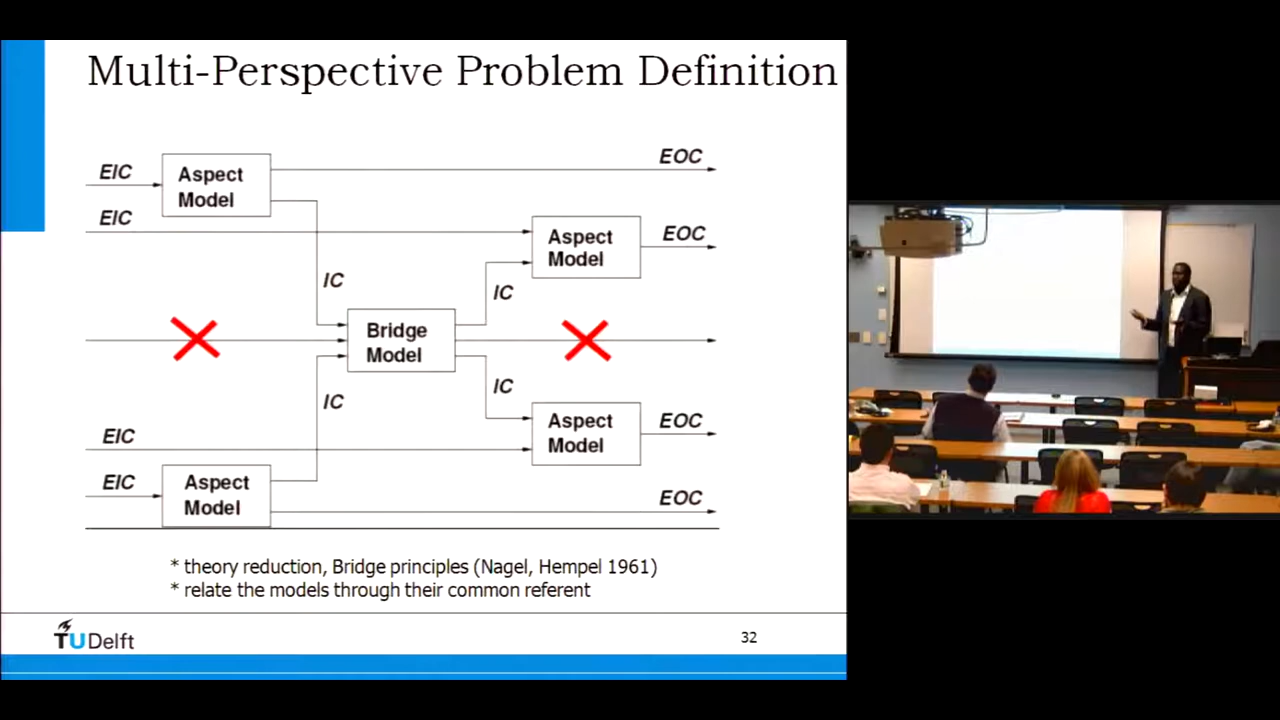 Multi-Perspective Problem Definition
EIC
Aspect
Model
EOC
EIC
Aspect
Model
EOC
IC
IC
Bridge
Model
IC
IC
EIC
Aspect
Model
EOC
EIC
Aspect
Model
EOC
* theory reduction, Bridge principles (Nagel, Hempel 1961)
* relate the models through their common referent
TUDelft
32